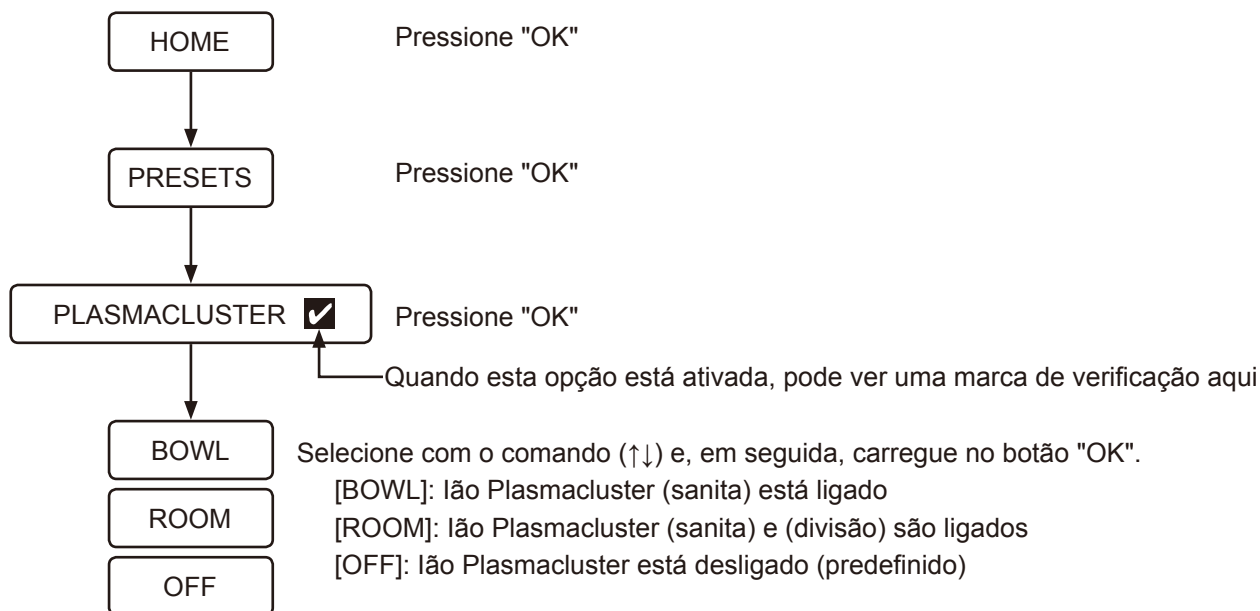 HOME
Pressione "OK"
PRESETS
Pressione "OK"
PLASMACLUSTER ✔
Pressione "OK"
Quando esta opção está ativada, pode ver uma marca de verificação aqui
BOWL
Selecione com o comando (↑↓) e, em seguida, carregue no botão "OK".
[BOWL]: Ião Plasmacluster (sanita) está ligado
ROOM
[ROOM]: Ião Plasmacluster (sanita) e (divisão) são ligados
[OFF]: Ião Plasmacluster está desligado (predefinido)
OFF